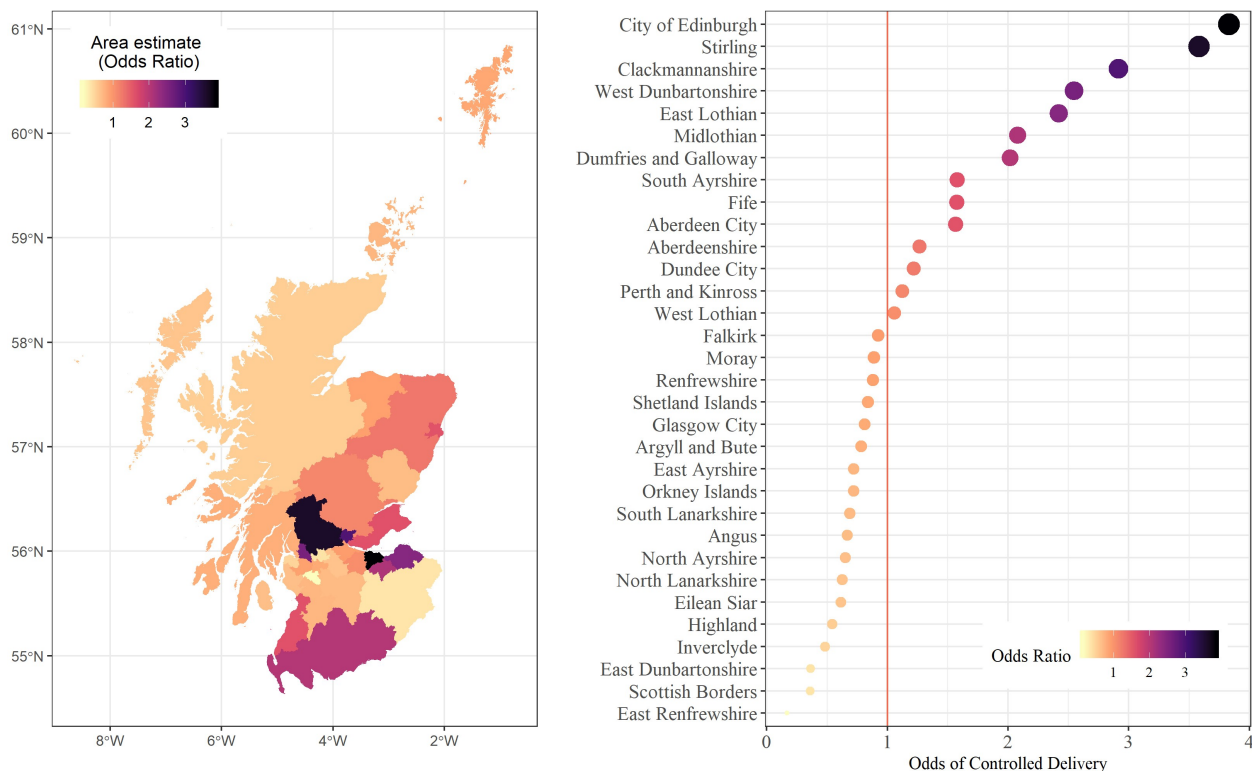 61°N
60°N
59°N
58°N
57°N
56°N
55°N
8°W 6°W 4°W 2°W
Area estimate
(Odds Ratio)
1 2 3
City of Edinburgh
Stirling
Clackmannanshire
West Dunbartonshire
East Lothian
Midlothian
Dumfries and Galloway
South Ayrshire
Fife
Aberdeen City
Aberdeenshire
Dundee City
Perth and Kinross
West Lothian
Falkirk
Moray
Renfrewshire
Shetland Islands
Glasgow City
Argyll and Bute
East Ayrshire
Orkney Islands
South Lanarkshire
Angus
North Ayrshire
North Lanarkshire
Eilean Siar
Highland
Inverclyde
East Dunbartonshire
Scottish Borders
East Renfrewshire
Odds Ratio
1 2 3
0 1 2 3 4
Odds of Controlled Delivery